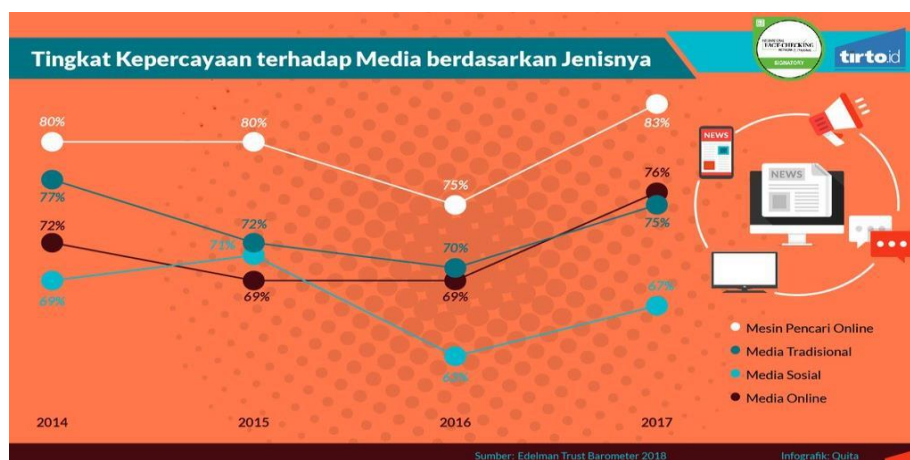 Tingkat Kepercayaan terhadap Media berdasarkan Jenisnya
FACT-CHECKING
SIGNATORY
tirto.id
80%
80%
75%
83%
77%
72%
70%
75%
72%
69%
69%
76%
69%
71%
63%
67%
NEWS
NEWS
Mesin Pencari Online
Media Tradisional
Media Sosial
Media Online
2014
2015
2016
2017
Sumber: Edelman Trust Barometer 2018
Infografik: Quita